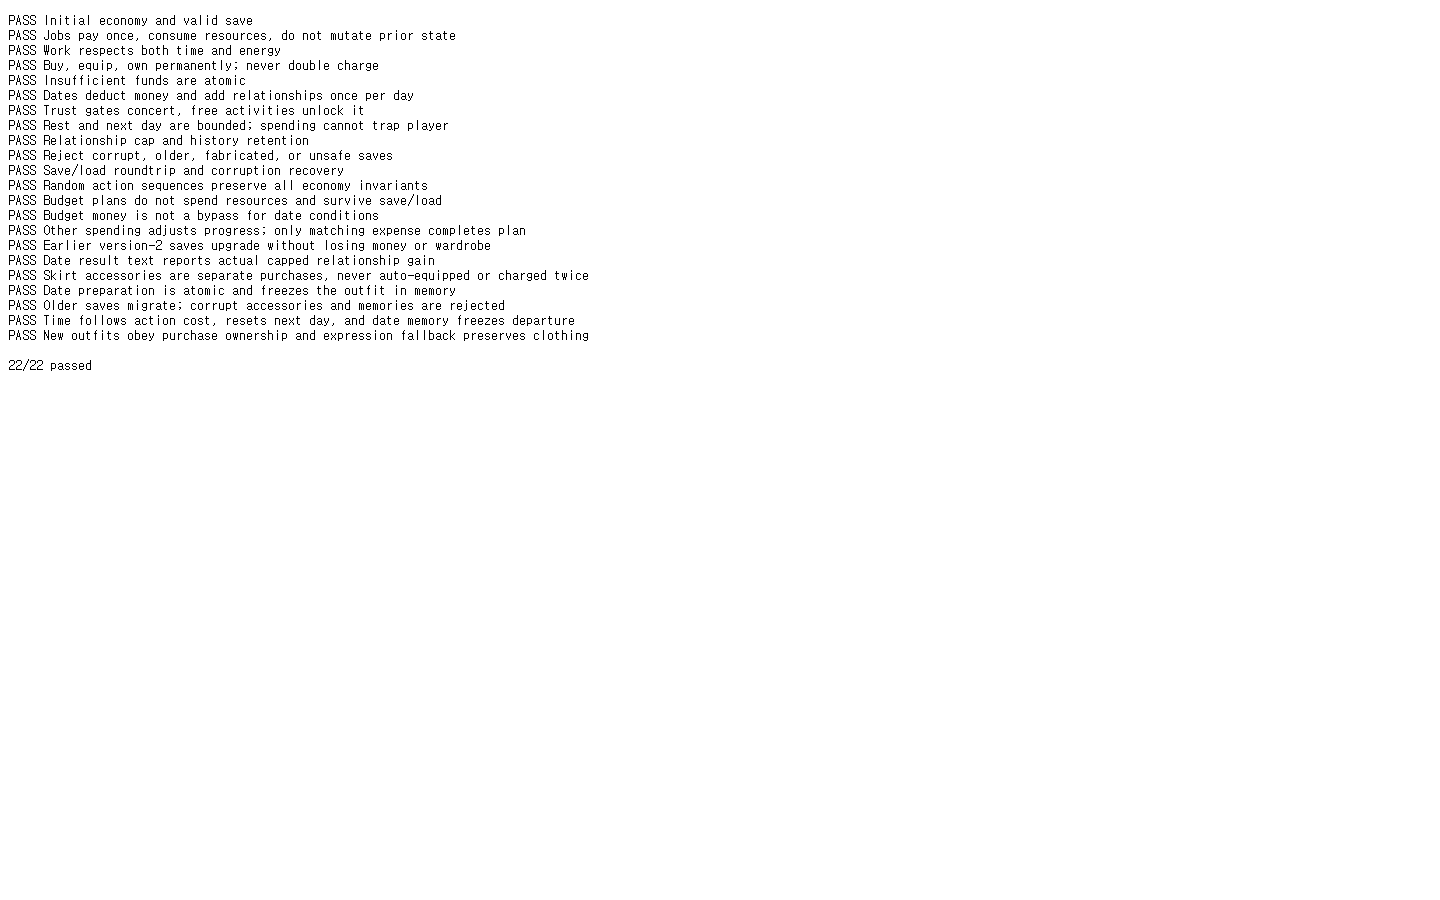 PASS Initial economy and valid save
PASS Jobs pay once, consume resources, do not mutate prior state
PASS Work respects both time and energy
PASS Buy, equip, own permanently; never double charge
PASS Insufficient funds are atomic
PASS Dates deduct money and add relationships once per day
PASS Trust gates concert, free activities unlock it
PASS Rest and next day are bounded; spending cannot trap player
PASS Relationship cap and history retention
PASS Reject corrupt, older, fabricated, or unsafe saves
PASS Save/load roundtrip and corruption recovery
PASS Random action sequences preserve all economy invariants
PASS Budget plans do not spend resources and survive save/load
PASS Budget money is not a bypass for date conditions
PASS Other spending adjusts progress; only matching expense completes plan
PASS Earlier version-2 saves upgrade without losing money or wardrobe
PASS Date result text reports actual capped relationship gain
PASS Skirt accessories are separate purchases, never auto-equipped or charged twice
PASS Date preparation is atomic and freezes the outfit in memory
PASS Older saves migrate; corrupt accessories and memories are rejected
PASS Time follows action cost, resets next day, and date memory freezes departure
PASS New outfits obey purchase ownership and expression fallback preserves clothing
22/22 passed